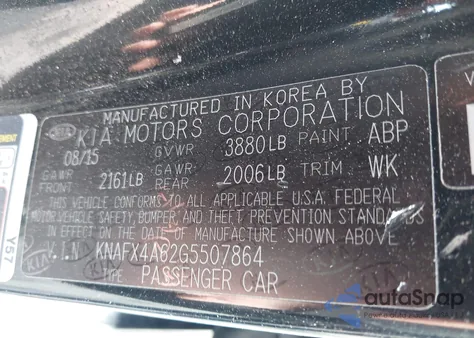 MANUFACTURED IN KOREA BY
KIA MOTORS CORPORATION
08/15 GVWR 3880LB PAINT ABP
GAWR FRONT 2161LB GAWR REAR 2006LB TRIM WK
THIS VEHICLE CONFORMS TO ALL APPLICABLE U.S.A. FEDERAL
MOTOR VEHICLE SAFETY, BUMPER, AND THEFT PREVENTION STANDARDS
IN EFFECT ON THE DATE OF MANUFACTURE SHOWN ABOVE
V.I.N KNAFX4A62G5507864
TYPE PASSENGER CAR
Y57
autoSnap